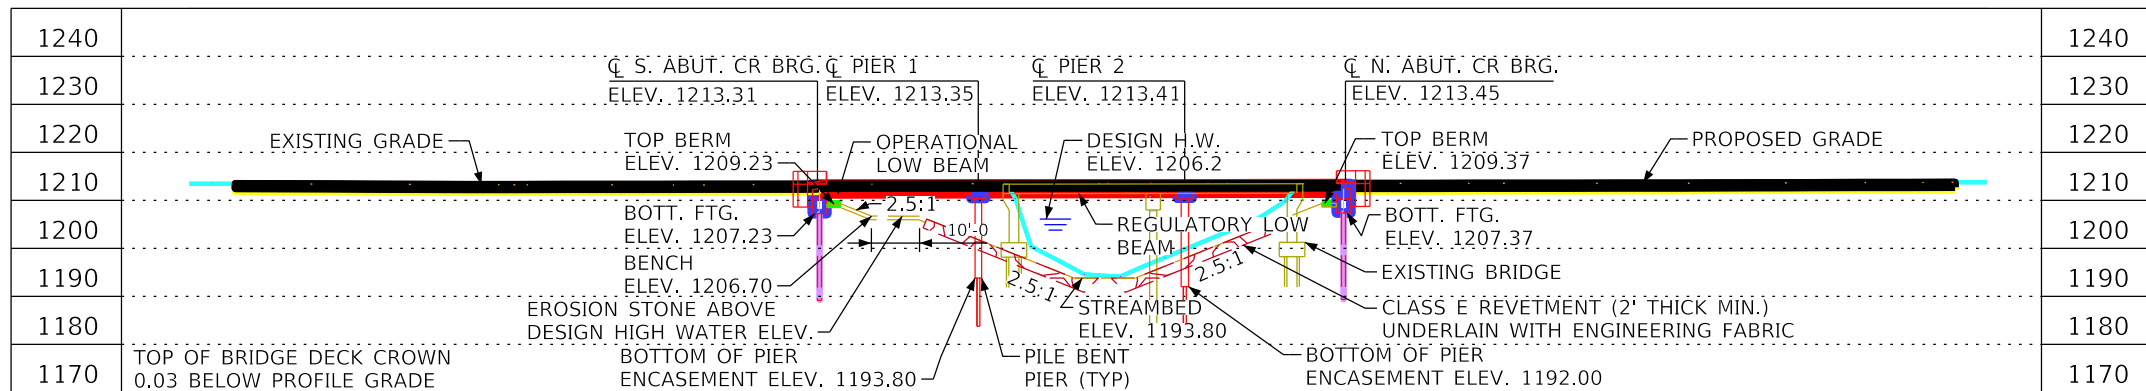 1240
1240
℄ S. ABUT. CR BRG.
℄ PIER 1
℄ PIER 2
℄ N. ABUT. CR BRG.
1230
ELEV. 1213.31
ELEV. 1213.35
ELEV. 1213.41
ELEV. 1213.45
1230
1220
EXISTING GRADE
TOP BERM
ELEV. 1209.23
OPERATIONAL
LOW BEAM
DESIGN H.W.
ELEV. 1206.2
TOP BERM
ELEV. 1209.37
PROPOSED GRADE
1220
1210
1210
BOTT. FTG.
ELEV. 1207.23
2.5:1
10'-0
REGULATORY LOW
BEAM
BOTT. FTG.
ELEV. 1207.37
1200
1200
BENCH
ELEV. 1206.70
2.5:1
2.5:1
EXISTING BRIDGE
1190
1190
EROSION STONE ABOVE
DESIGN HIGH WATER ELEV.
STREAMBED
ELEV. 1193.80
CLASS E REVETMENT (2' THICK MIN.)
UNDERLAIN WITH ENGINEERING FABRIC
1180
1180
TOP OF BRIDGE DECK CROWN
0.03 BELOW PROFILE GRADE
BOTTOM OF PIER
ENCASEMENT ELEV. 1193.80
PILE BENT
PIER (TYP)
BOTTOM OF PIER
ENCASEMENT ELEV. 1192.00
1170
1170